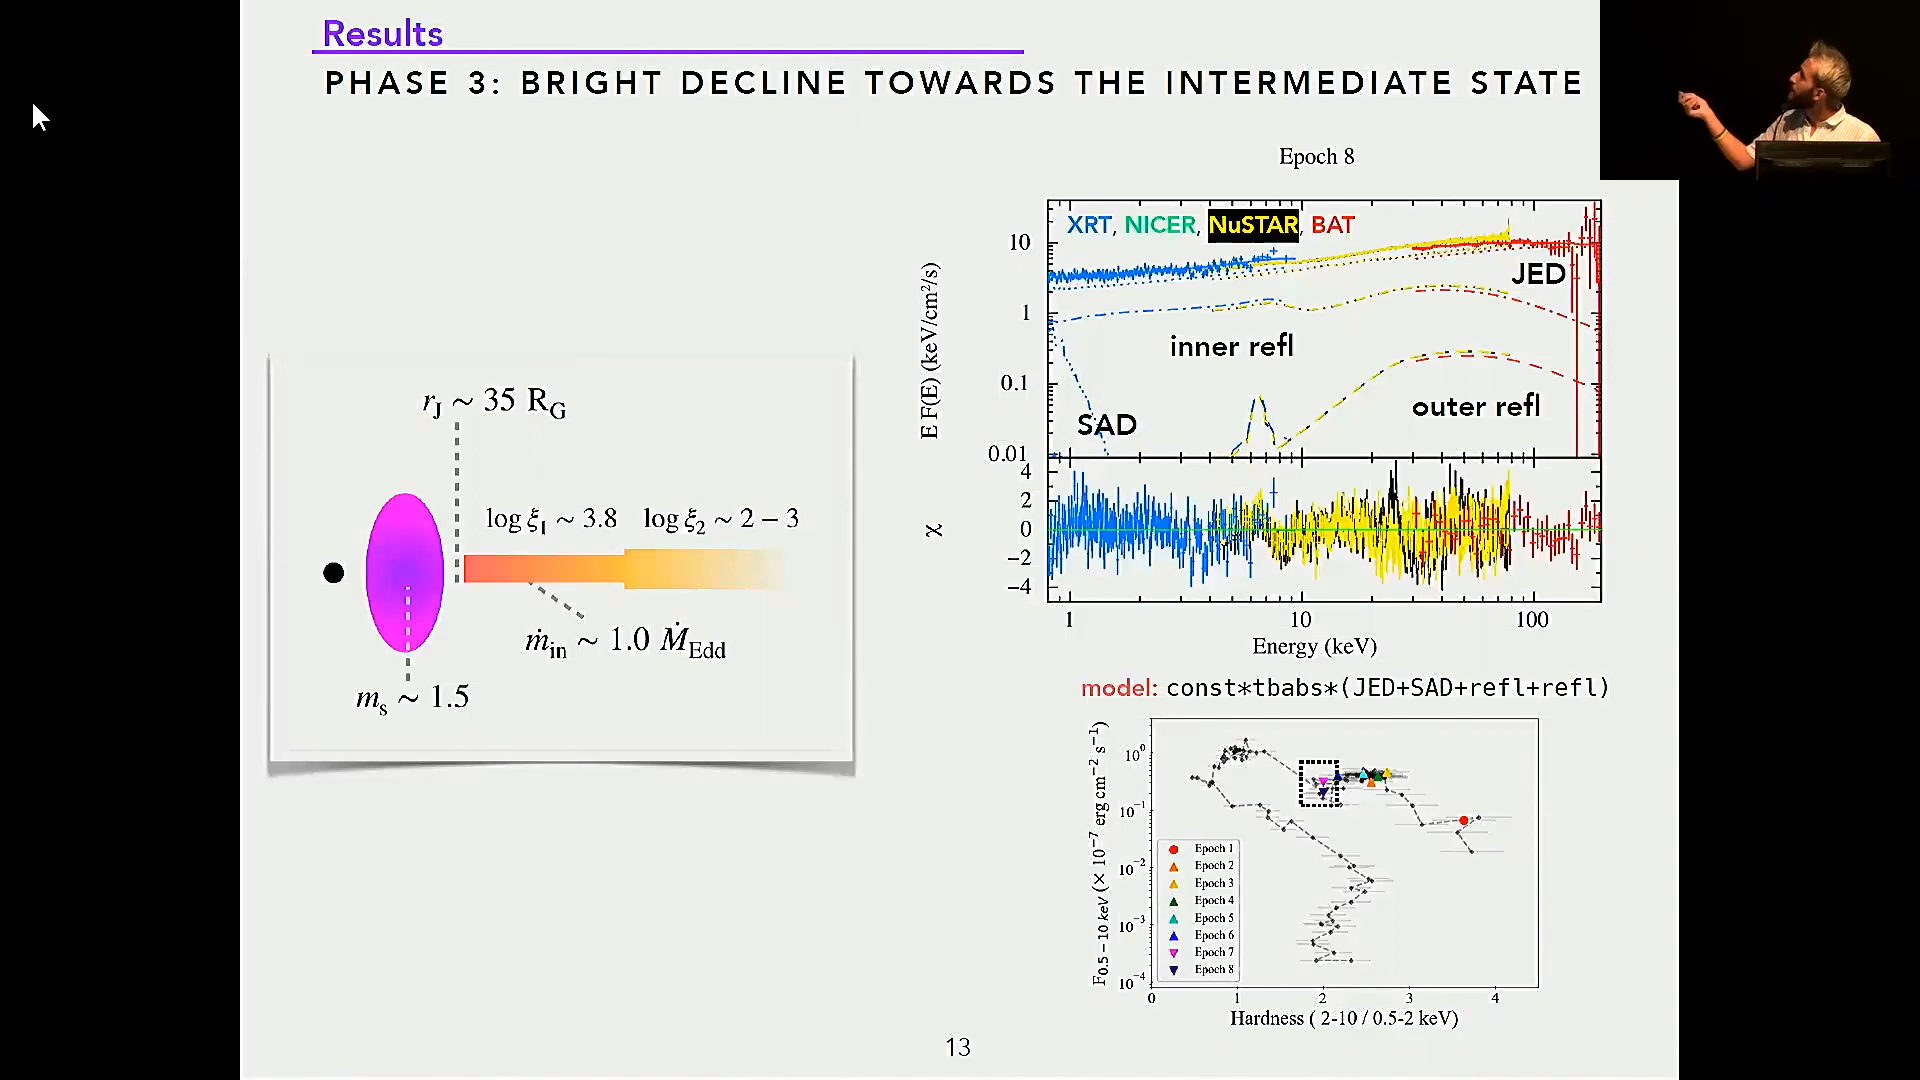 Results
PHASE 3: BRIGHT DECLINE TOWARDS THE INTERMEDIATE STATE
r_J ~ 35 R_G
log ξ_1 ~ 3.8 log ξ_2 ~ 2 − 3
ṁ_in ~ 1.0 Ṁ_Edd
m_s ~ 1.5
Epoch 8
XRT, NICER, NuSTAR, BAT
JED
inner refl
outer refl
SAD
E F(E) (keV/cm²/s)
10
1
0.1
0.01
χ
4
2
0
−2
−4
1 10 100
Energy (keV)
model: const*tbabs*(JED+SAD+refl+refl)
F_0.5−10 keV (× 10⁻⁷ erg cm⁻² s⁻¹)
10⁰
10⁻¹
10⁻²
10⁻³
10⁻⁴
Epoch 1
Epoch 2
Epoch 3
Epoch 4
Epoch 5
Epoch 6
Epoch 7
Epoch 8
0 1 2 3 4
Hardness ( 2-10 / 0.5-2 keV)
13